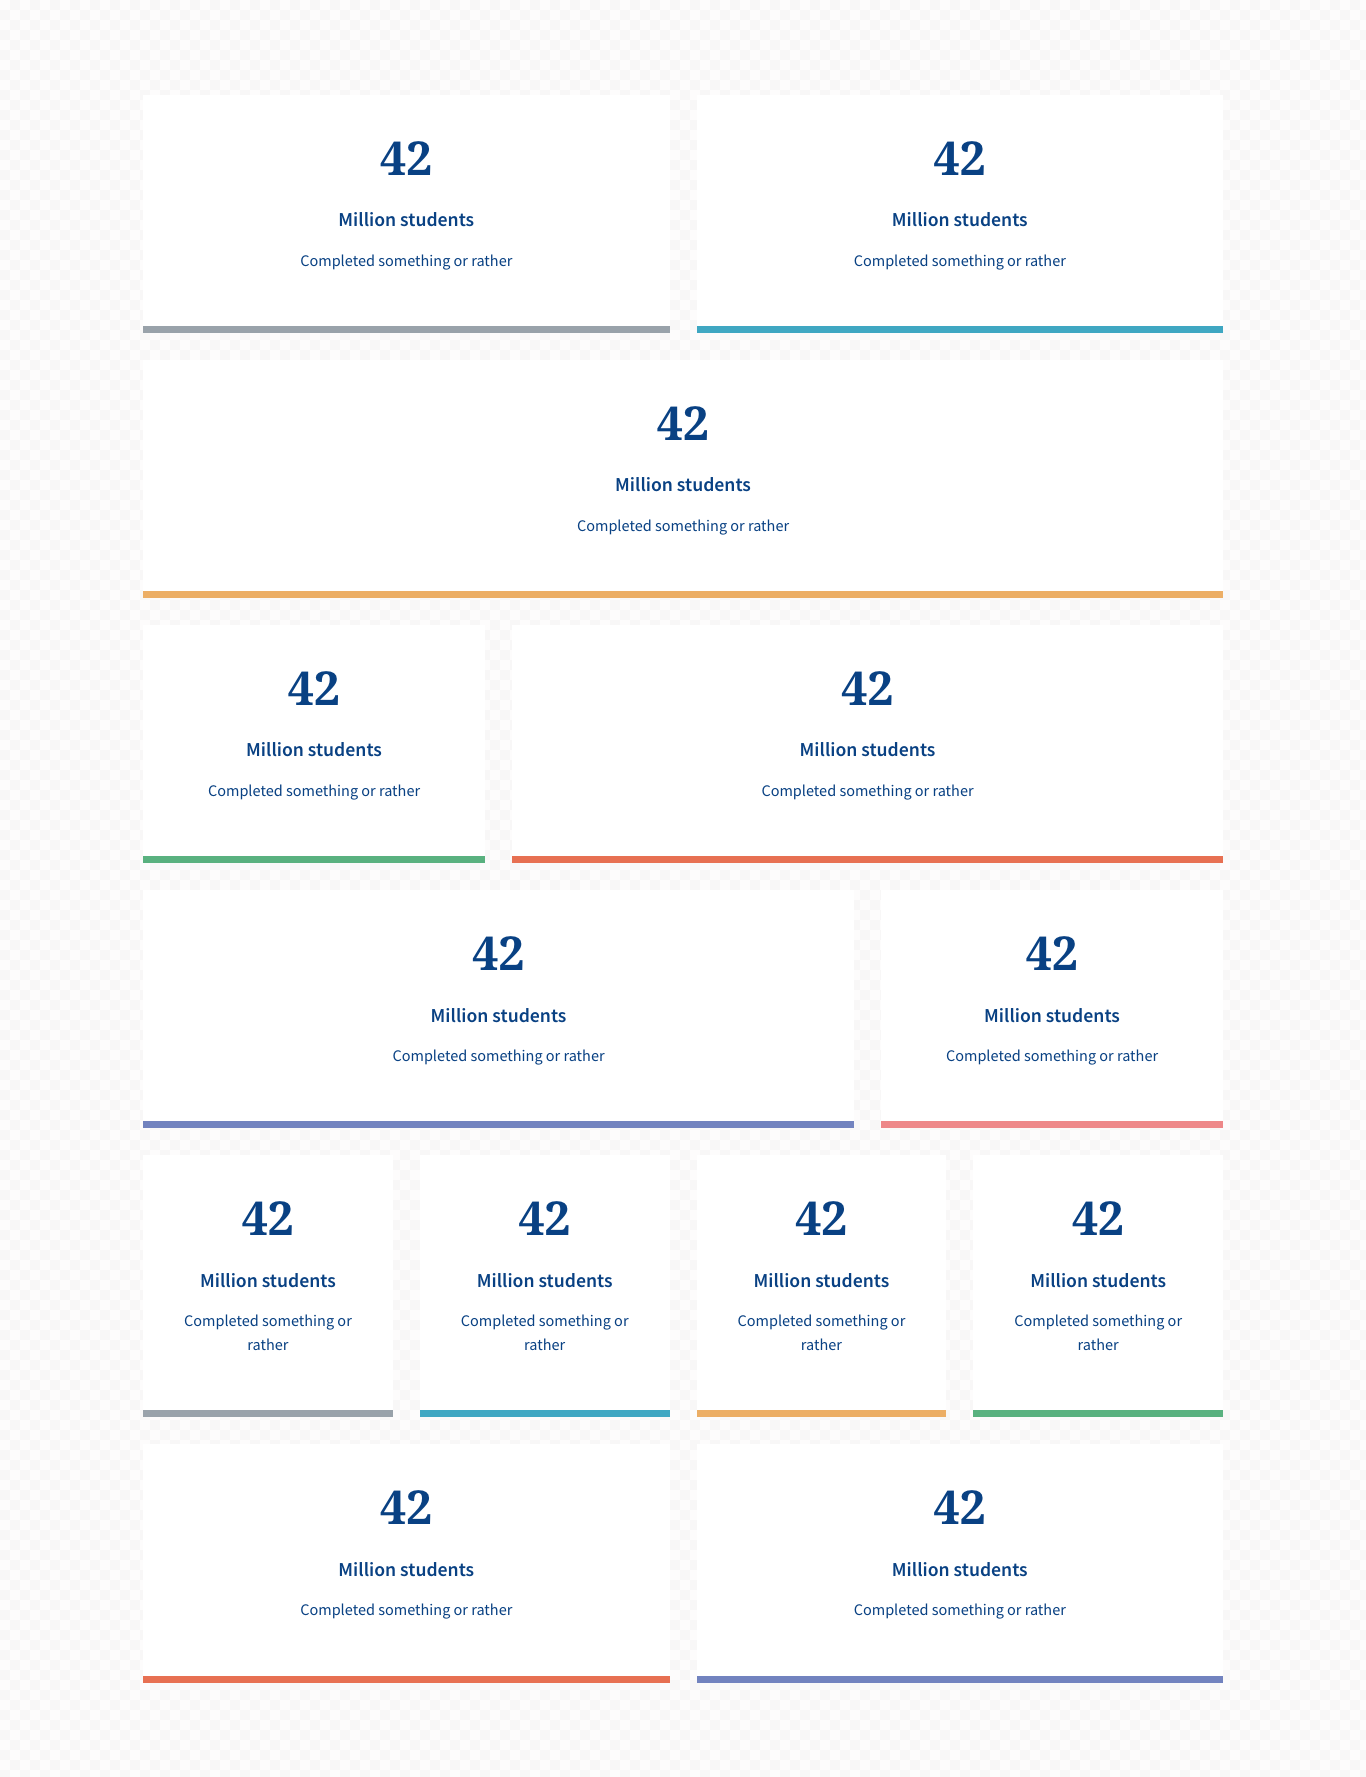 42
Million students
Completed something or rather
42
Million students
Completed something or rather
42
Million students
Completed something or rather
42
Million students
Completed something or rather
42
Million students
Completed something or rather
42
Million students
Completed something or rather
42
Million students
Completed something or rather
42
Million students
Completed something or
rather
42
Million students
Completed something or
rather
42
Million students
Completed something or
rather
42
Million students
Completed something or
rather
42
Million students
Completed something or rather
42
Million students
Completed something or rather